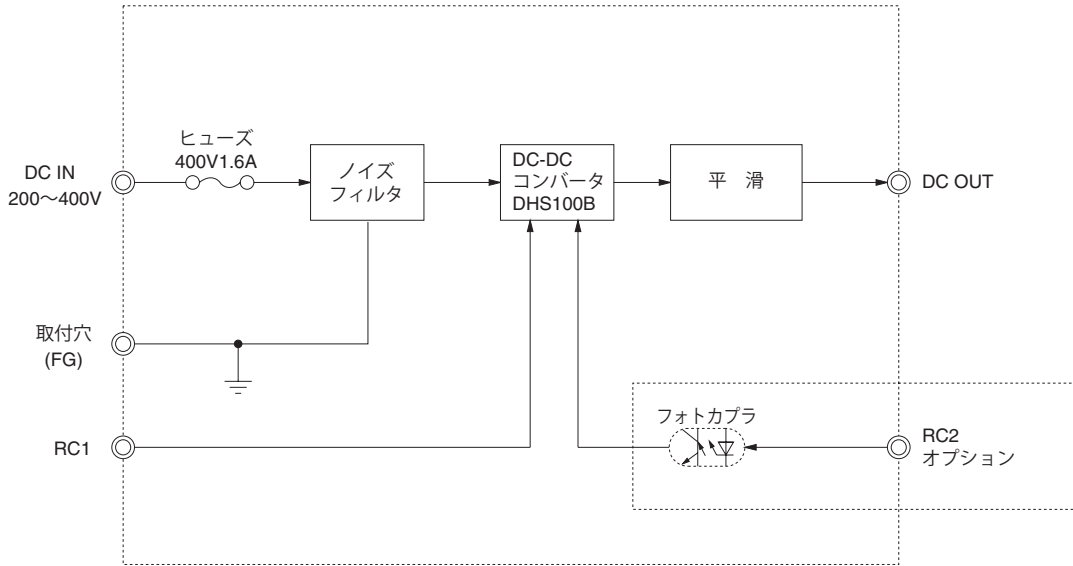 ヒューズ
400V1.6A
DC IN
200～400V
ノイズ
フィルタ
DC-DC
コンバータ
DHS100B
平　滑
DC OUT
取付穴
(FG)
RC1
フォトカプラ
RC2
オプション